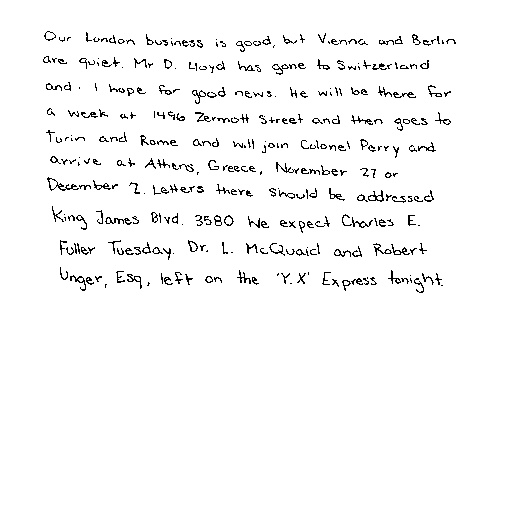 Our London business is good, but Vienna and Berlin
are quiet. Mr D. Lloyd has gone to Switzerland
and. I hope for good news. He will be there for
a week at 1496 Zermott Street and then goes to
Turin and Rome and will join Colonel Perry and
arrive at Athens, Greece, November 27 or
December 2. Letters there should be addressed
King James Blvd. 3580 We expect Charles E.
Fuller Tuesday. Dr. L. McQuaid and Robert
Unger, Esq, left on the 'Y.X' Express tonight.